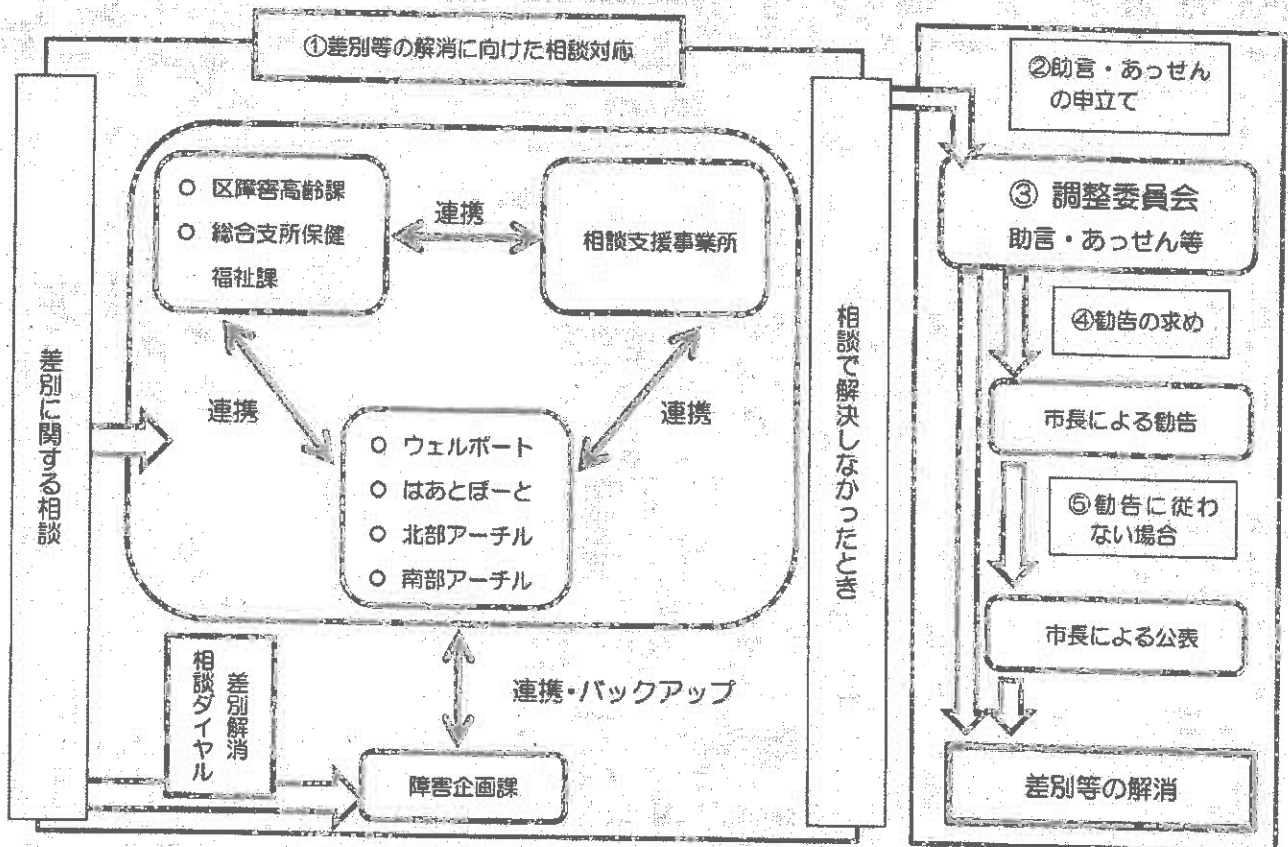 ①差別等の解消に向けた相談対応
差別に関する相談
○ 区障害高齢課
○ 総合支所保健
福祉課
連携
相談支援事業所
連携
連携
○ ウェルポート
○ はあとぽーと
○ 北部アーチル
○ 南部アーチル
差別解消
相談ダイヤル
連携・バックアップ
障害企画課
相談で解決しなかったとき
②助言・あっせん
の申立て
③ 調整委員会
助言・あっせん等
④勧告の求め
市長による勧告
⑤勧告に従わ
ない場合
市長による公表
差別等の解消